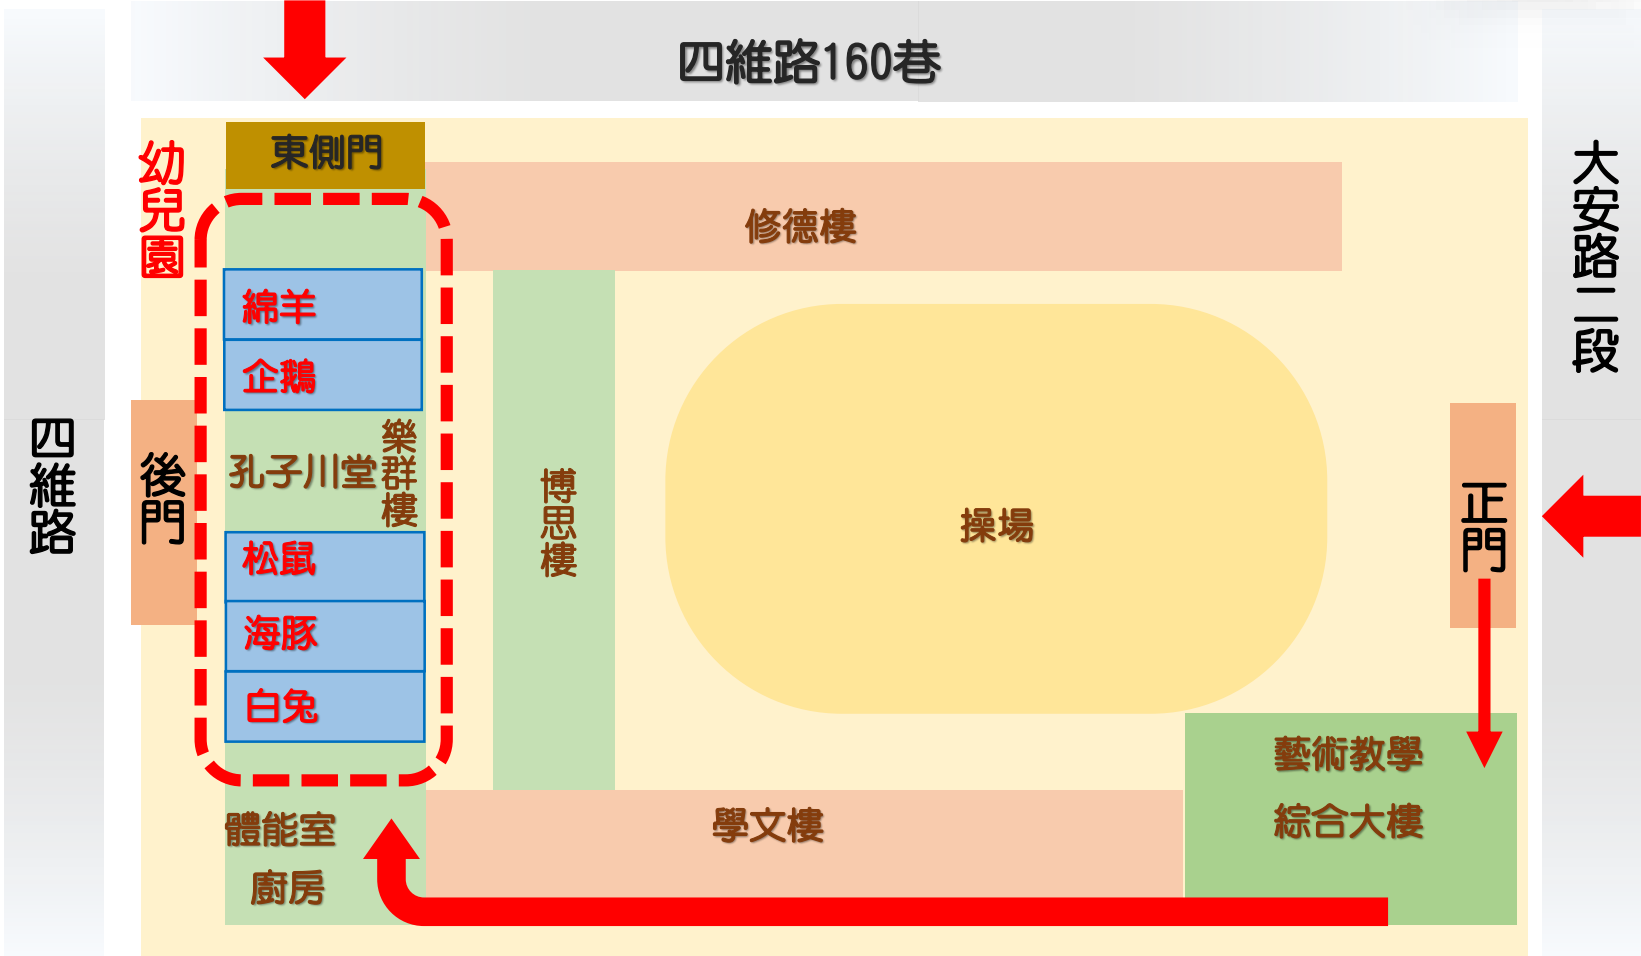 四維路160巷
東側門
幼兒園
修德樓
大安路二段
綿羊
企鵝
四維路
後門
孔子川堂
樂群樓
博思樓
操場
正門
松鼠
海豚
白兔
藝術教學
綜合大樓
體能室
廚房
學文樓